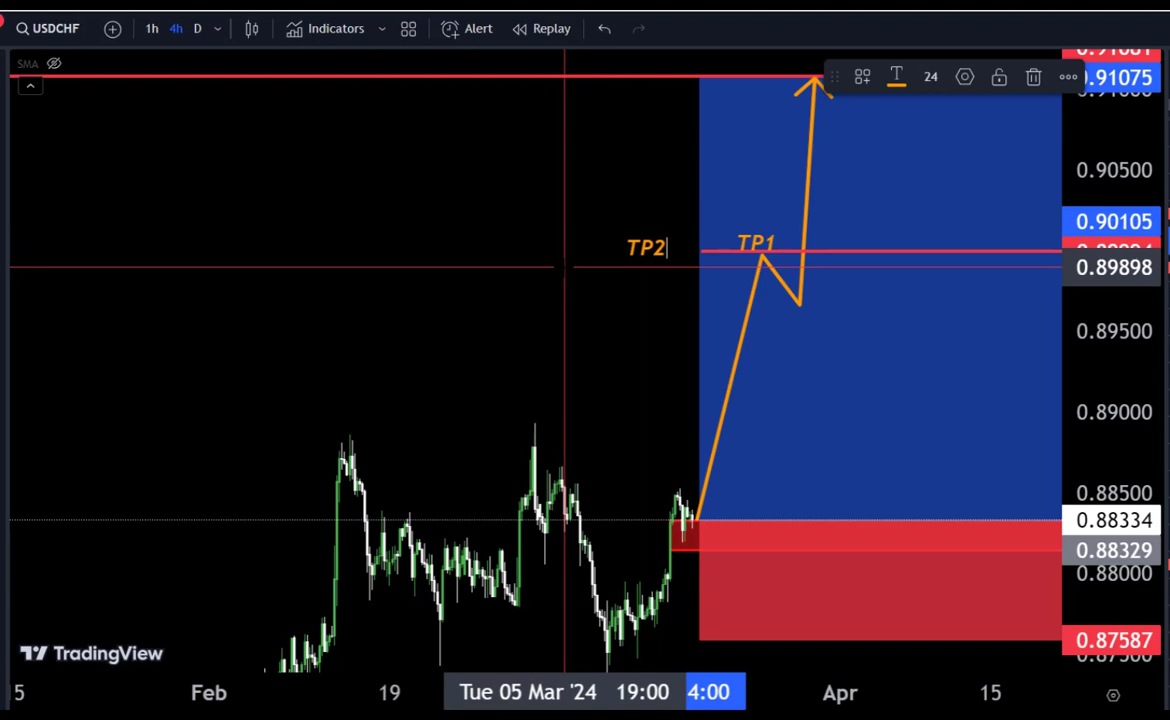 USDCHF 1h 4h D Indicators Alert Replay
SMA
T 24
0.91075
0.90500
0.90105
TP2 TP1
0.89898
0.89500
0.89000
0.88500
0.88334
0.88329
0.88000
0.87587
TradingView
Feb 19 Tue 05 Mar '24 19:00 4:00 Apr 15